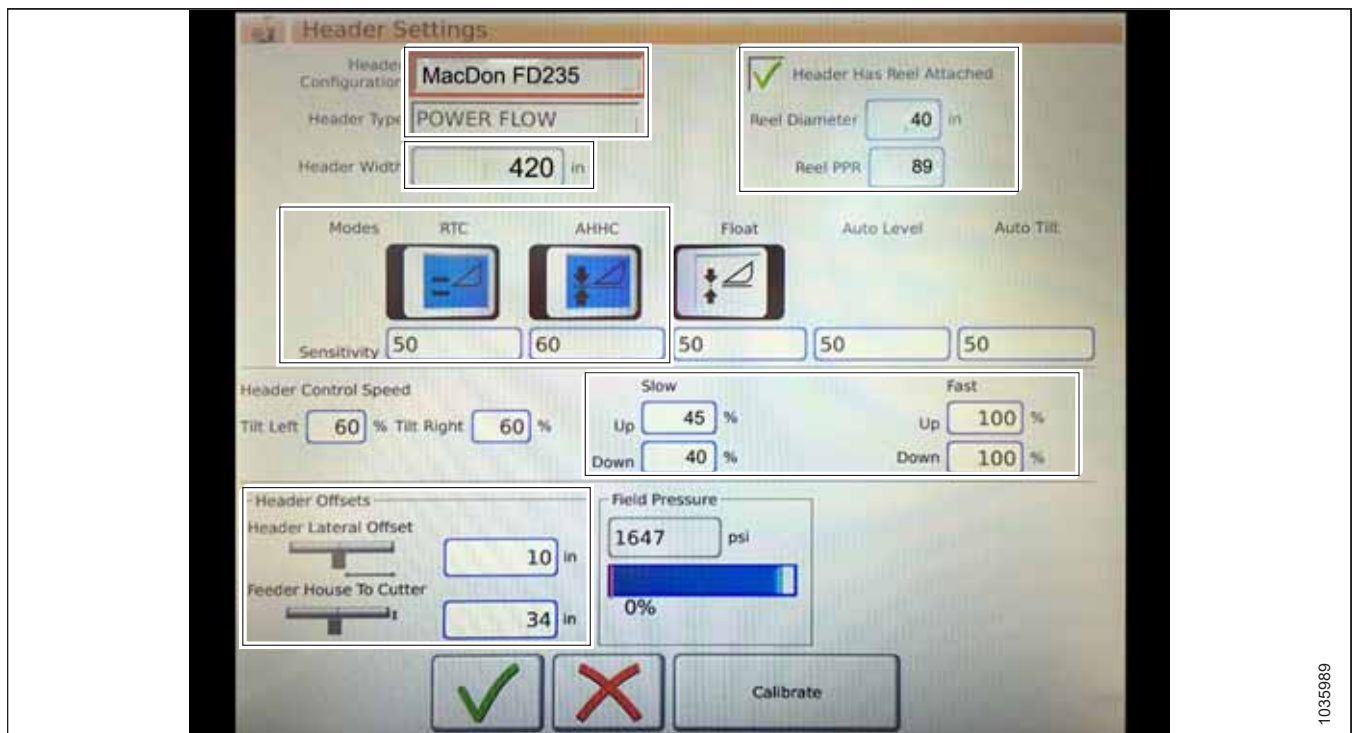 Header Settings
Header
Configuration
MacDon FD235
Header Has Reel Attached
Header Type
POWER FLOW
Reel Diameter
40
in
Header Width
420
in
Reel PPR
89
Modes
RTC
AHHC
Float
Auto Level
Auto Tilt
Sensitivity
50
60
50
50
50
Header Control Speed
Slow
Fast
Tilt Left
60
%
Tilt Right
60
%
Up
45
%
Up
100
%
Down
40
%
Down
100
%
Header Offsets
Field Pressure
Header Lateral Offset
10
in
1647
psi
Feeder House To Cutter
34
in
0%
Calibrate
1035989